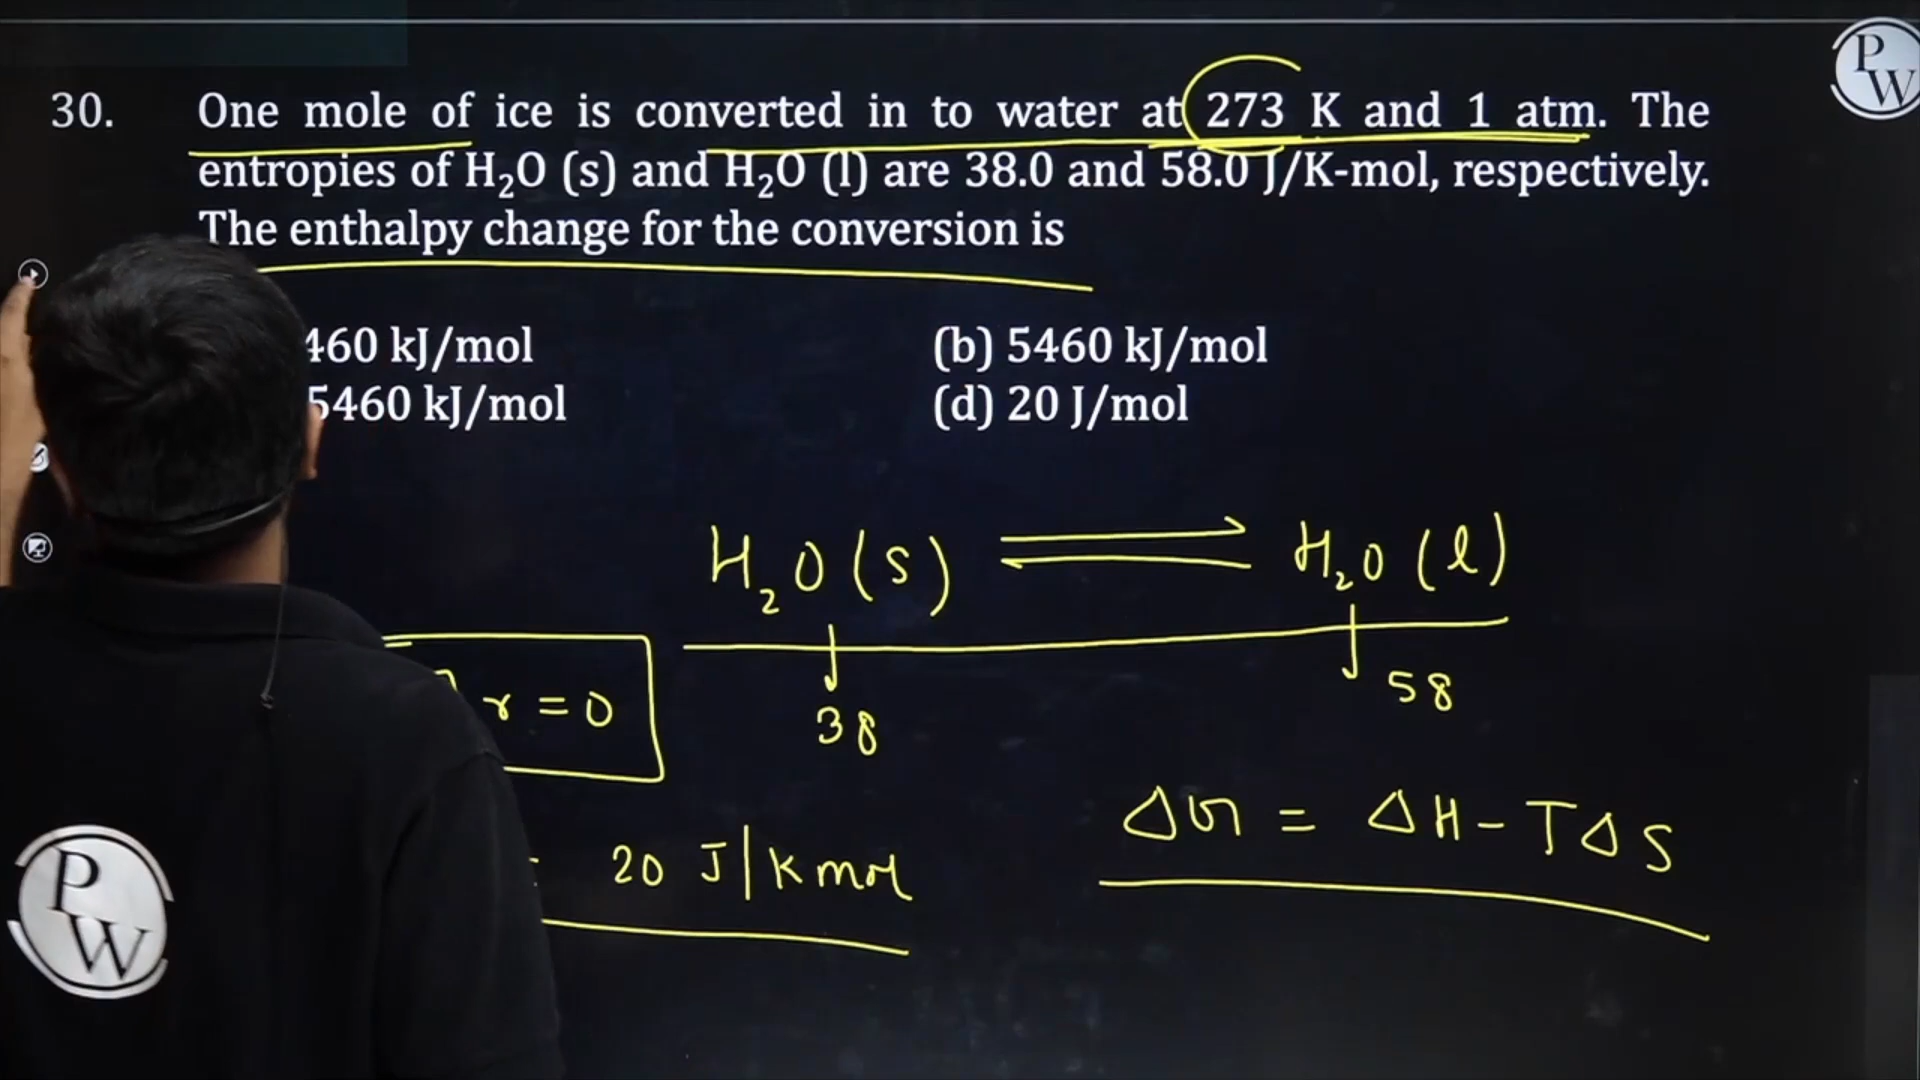 30. One mole of ice is converted in to water at 273 K and 1 atm. The
entropies of H₂O (s) and H₂O (l) are 38.0 and 58.0 J/K-mol, respectively.
The enthalpy change for the conversion is
460 kJ/mol
(b) 5460 kJ/mol
5460 kJ/mol
(d) 20 J/mol
H₂O (s) ⇌ H₂O (l)
38
58
r = 0
ΔG = ΔH - TΔS
20 J/K mol
PW
PW